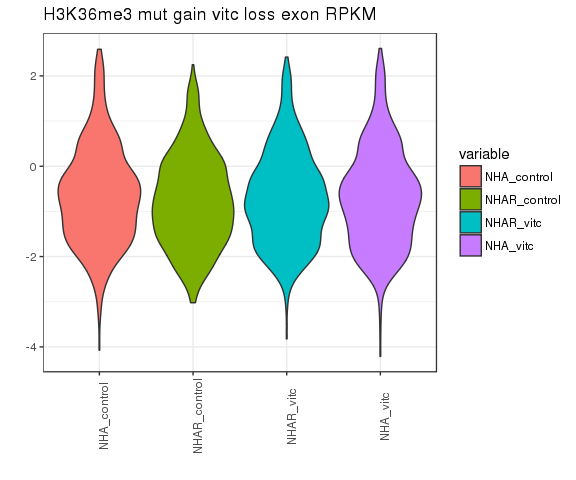 H3K36me3 mut gain vitc loss exon RPKM
2
0
-2
-4
NHA_control
NHAR_control
NHAR_vitc
NHA_vitc
variable
NHA_control
NHAR_control
NHAR_vitc
NHA_vitc